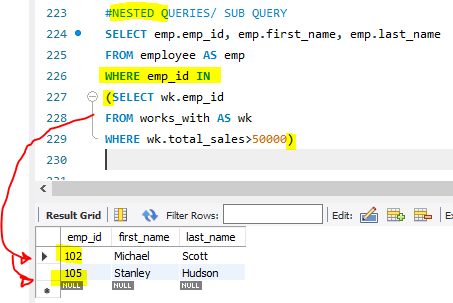 223 #NESTED QUERIES/ SUB QUERY
224 SELECT emp.emp_id, emp.first_name, emp.last_name
225 FROM employee AS emp
226 WHERE emp_id IN
227 (SELECT wk.emp_id
228 FROM works_with AS wk
229 WHERE wk.total_sales>50000)
230
Result Grid Filter Rows: Edit:
emp_id first_name last_name
102 Michael Scott
105 Stanley Hudson
NULL NULL NULL